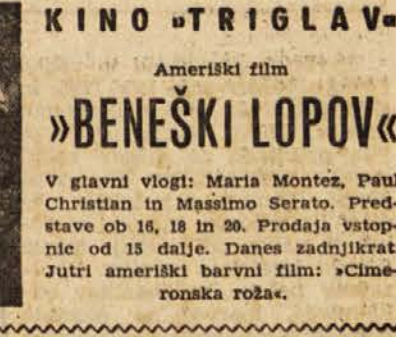 KINO »TRIGLAV«
Ameriški film
»BENEŠKI LOPOV«
V glavni vlogi: Maria Montez, Paul
Christian in Massimo Serato. Pred-
stave ob 16, 18 in 20. Prodaja vstop-
nic od 15 dalje. Danes zadnjikrat
Jutri ameriški barvni film: »Cime-
ronska roža«.